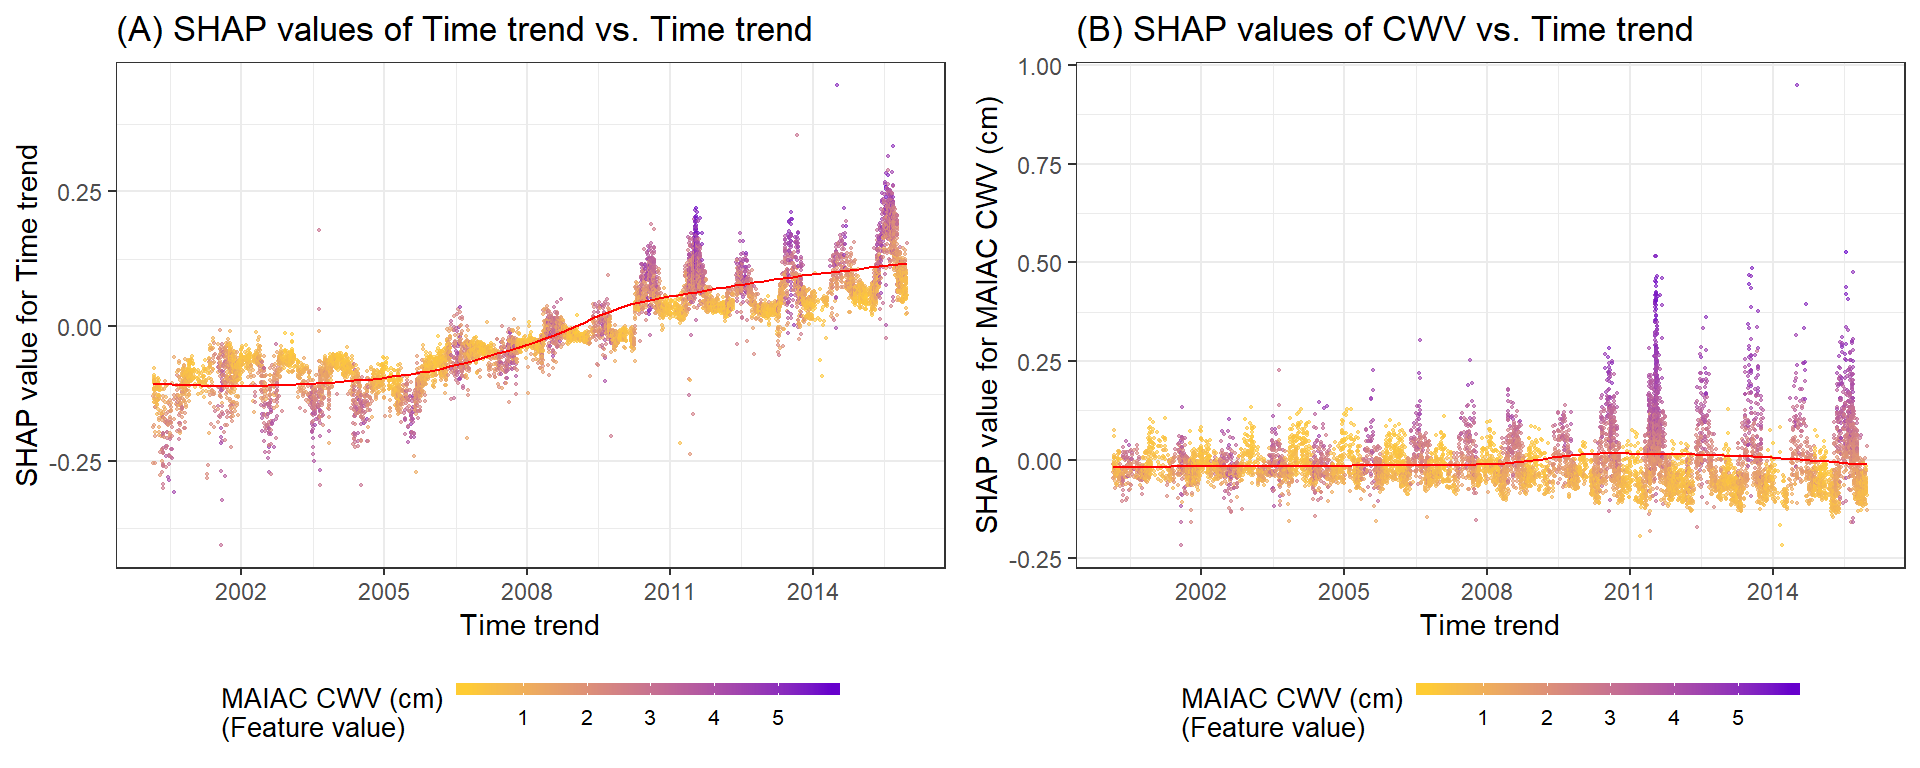 (A) SHAP values of Time trend vs. Time trend
SHAP value for Time trend
0.25
0.00
-0.25
2002 2005 2008 2011 2014
Time trend
MAIAC CWV (cm)
(Feature value)
1 2 3 4 5
(B) SHAP values of CWV vs. Time trend
SHAP value for MAIAC CWV (cm)
1.00
0.75
0.50
0.25
0.00
-0.25
2002 2005 2008 2011 2014
Time trend
MAIAC CWV (cm)
(Feature value)
1 2 3 4 5